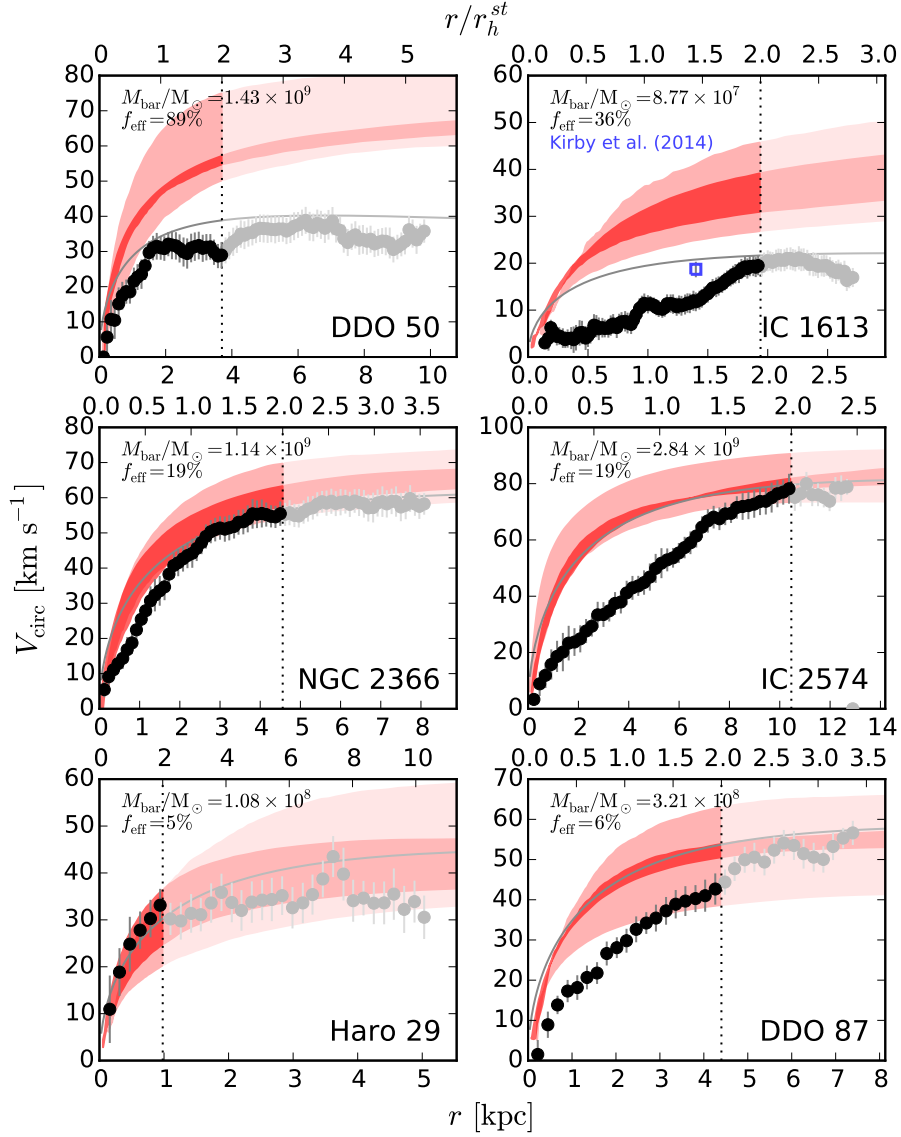 r/r_h^{st}
0 1 2 3 4 5
0.0 0.5 1.0 1.5 2.0 2.5 3.0
80 70 60 50 40 30 20 10 0
M_bar/M_⊙ = 1.43 × 10^9
f_eff = 89%
DDO 50
0 2 4 6 8 10
60 50 40 30 20 10 0
M_bar/M_⊙ = 8.77 × 10^7
f_eff = 36%
Kirby et al. (2014)
IC 1613
0.0 0.5 1.0 1.5 2.0 2.5
0.0 0.5 1.0 1.5 2.0 2.5 3.0 3.5
0.0 0.5 1.0 1.5 2.0 2.5
V_circ [km s^{-1}]
80 70 60 50 40 30 20 10 0
M_bar/M_⊙ = 1.14 × 10^9
f_eff = 19%
NGC 2366
0 1 2 3 4 5 6 7 8
100 80 60 40 20 0
M_bar/M_⊙ = 2.84 × 10^9
f_eff = 19%
IC 2574
0 2 4 6 8 10 12 14
0 2 4 6 8 10
0.0 0.5 1.0 1.5 2.0 2.5 3.0 3.5
60 50 40 30 20 10 0
M_bar/M_⊙ = 1.08 × 10^8
f_eff = 5%
Haro 29
0 1 2 3 4 5
70 60 50 40 30 20 10 0
M_bar/M_⊙ = 3.21 × 10^8
f_eff = 6%
DDO 87
0 1 2 3 4 5 6 7 8
r [kpc]